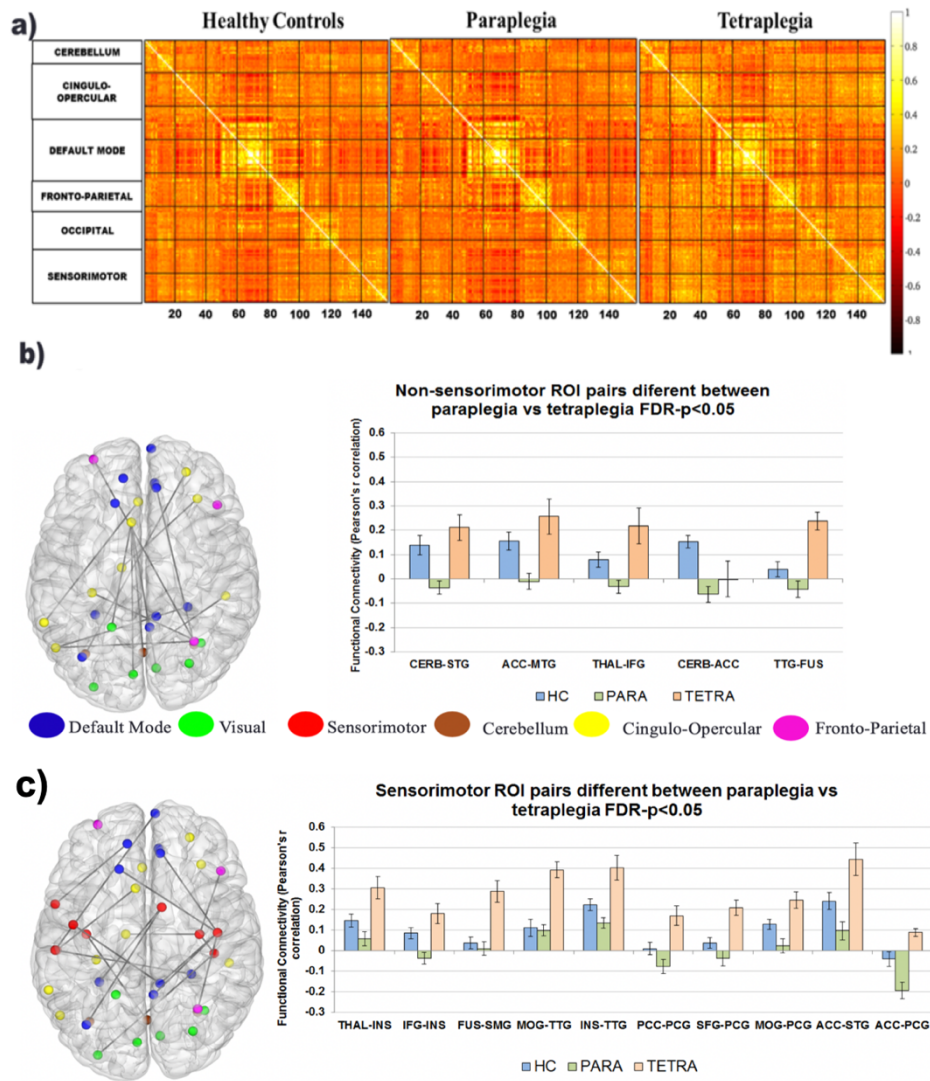 a)
Healthy Controls Paraplegia Tetraplegia
CEREBELLUM
CINGULO-
OPERCULAR
DEFAULT MODE
FRONTO-PARIETAL
OCCIPITAL
SENSORIMOTOR
20 40 60 80 100 120 140 20 40 60 80 100 120 140 20 40 60 80 100 120 140
1
0.8
0.6
0.4
0.2
0
-0.2
-0.4
-0.6
-0.8
b)
Non-sensorimotor ROI pairs diferent between
paraplegia vs tetraplegia FDR-p<0.05
Functional Connectivity (Pearson's r correlation)
0.6
0.5
0.4
0.3
0.2
0.1
0
-0.1
-0.2
-0.3
CERB-STG ACC-MTG THAL-IFG CERB-ACC TTG-FUS
HC PARA TETRA
Default Mode Visual Sensorimotor Cerebellum Cingulo-Opercular Fronto-Parietal
c)
Sensorimotor ROI pairs different between paraplegia vs
tetraplegia FDR-p<0.05
Functional Connectivity (Pearson's r
correlation)
0.6
0.5
0.4
0.3
0.2
0.1
0
-0.1
-0.2
-0.3
THAL-INS IFG-INS FUS-SMG MOG-TTG INS-TTG PCC-PCG SFG-PCG MOG-PCG ACC-STG ACC-PCG
HC PARA TETRA